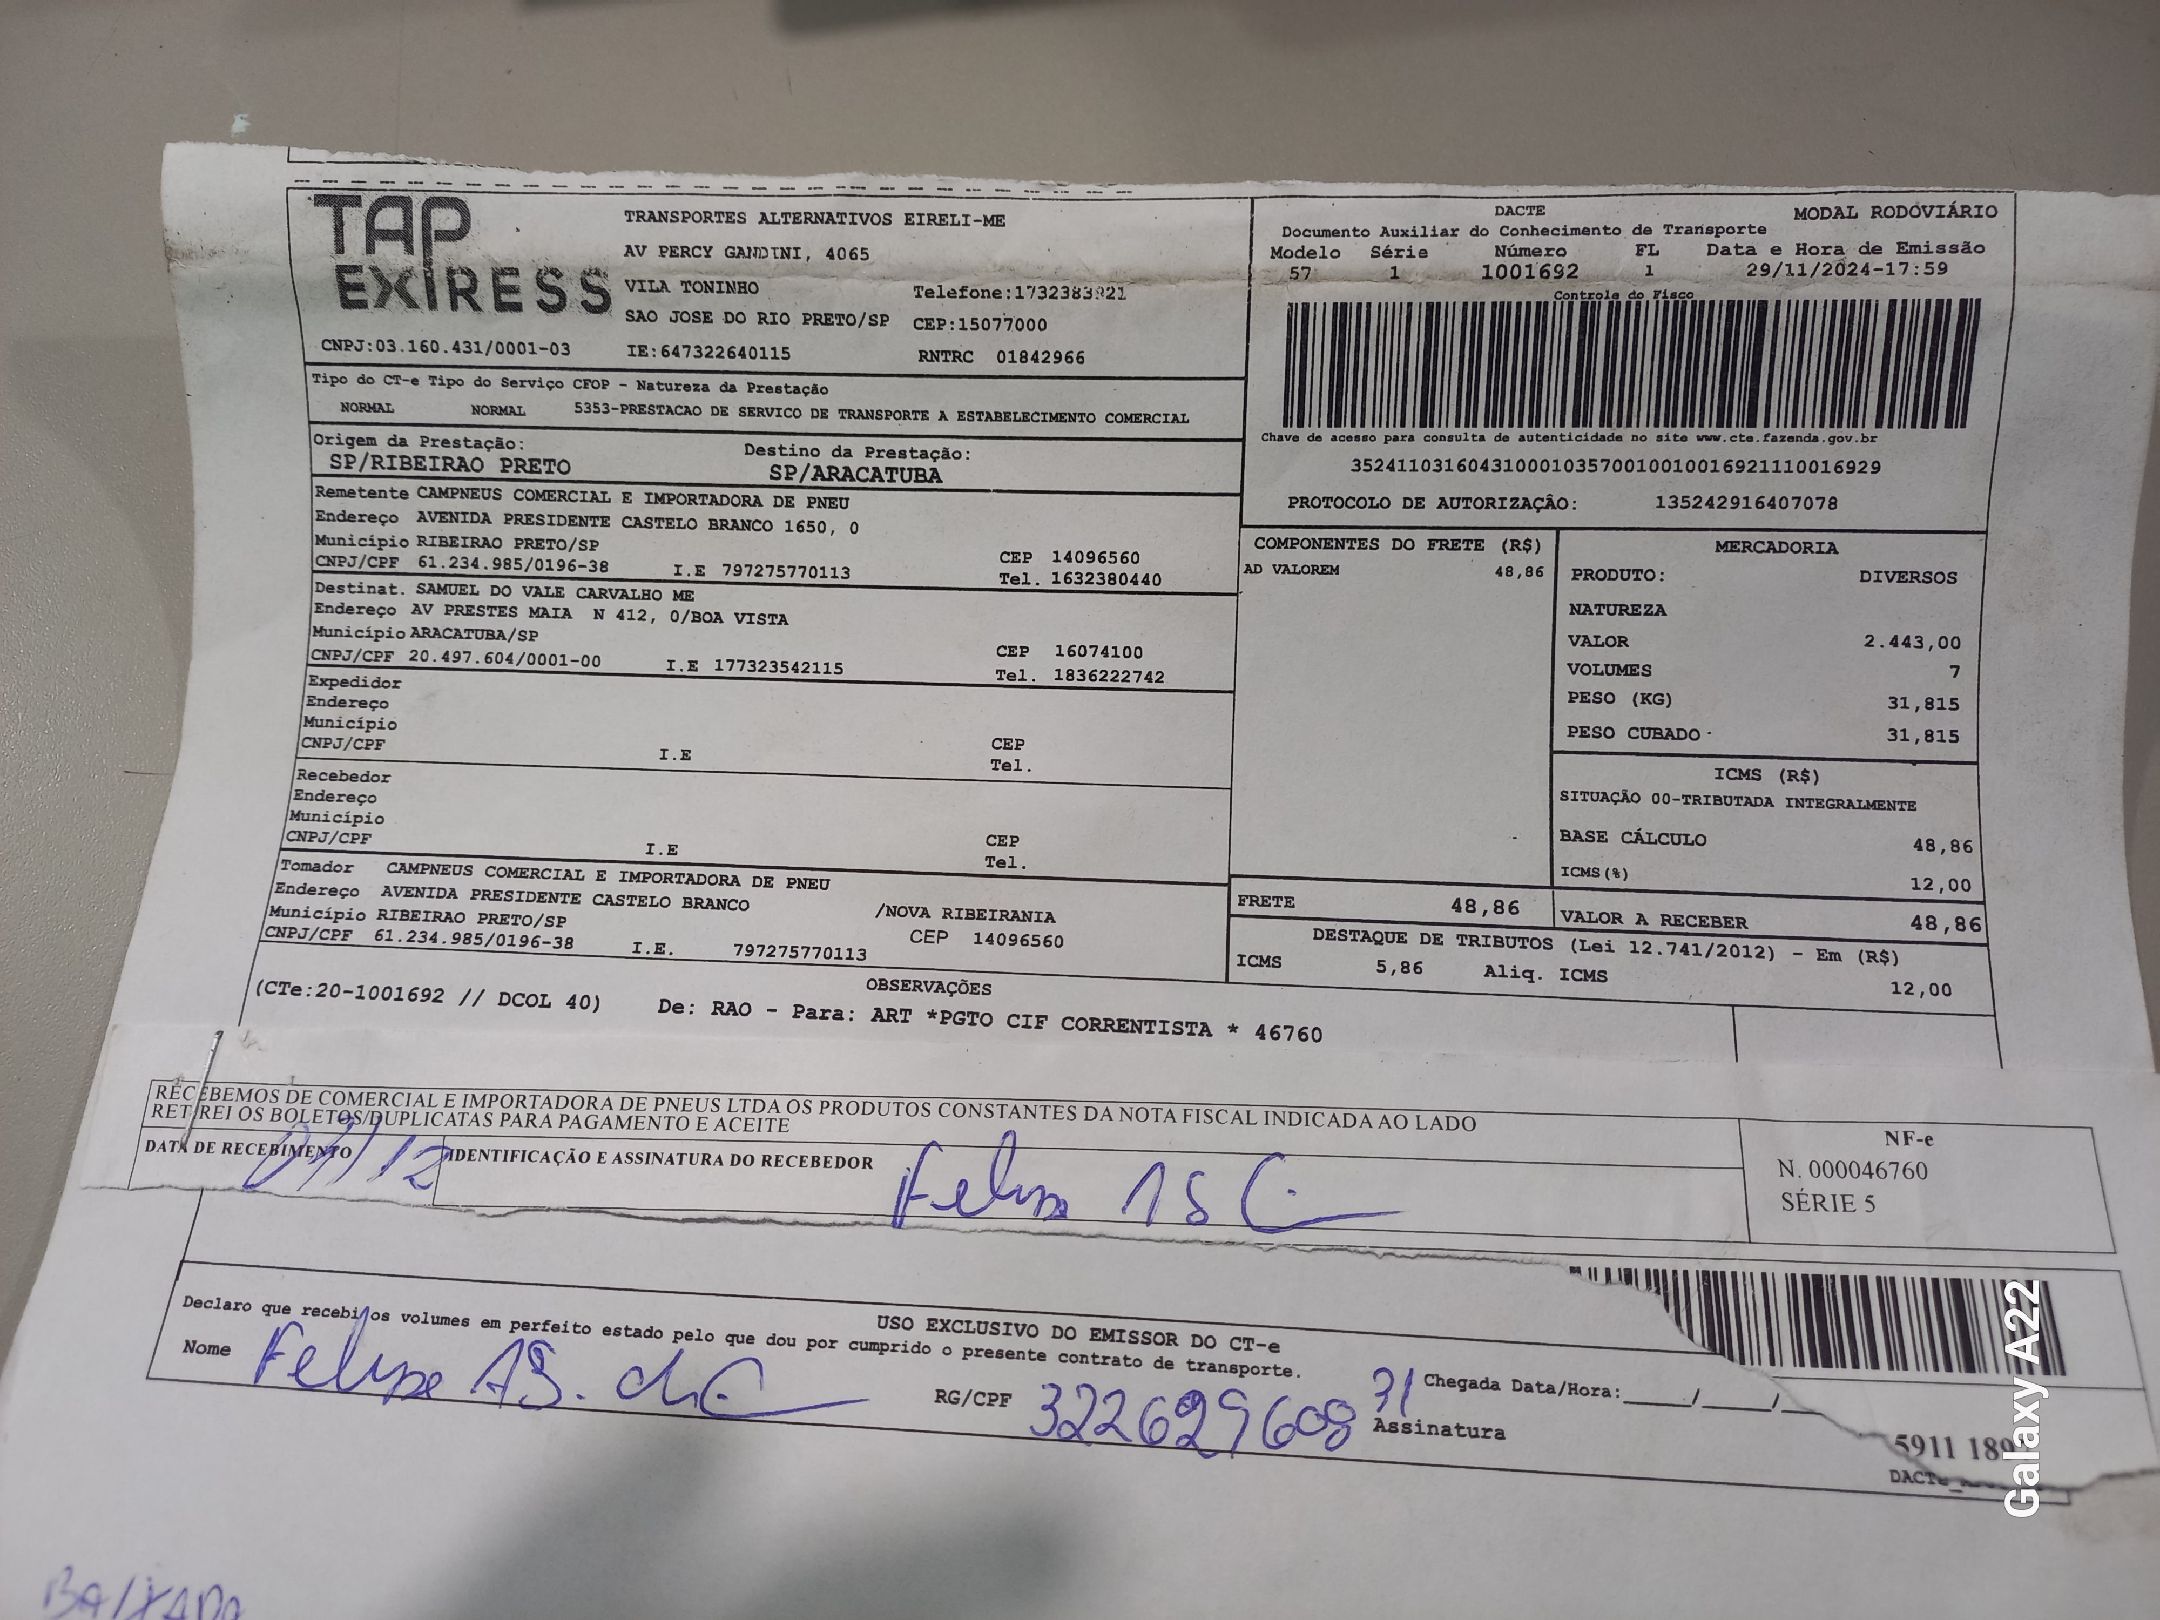 TAP
EXPRESS
TRANSPORTES ALTERNATIVOS EIRELI-ME
AV PERCY GANDINI, 4065
VILA TONINHO Telefone:1732383921
SAO JOSE DO RIO PRETO/SP CEP:15077000
CNPJ:03.160.431/0001-03 IE:647322640115 RNTRC 01842966
DACTE MODAL RODOVIÁRIO
Documento Auxiliar do Conhecimento de Transporte
Modelo Série Número FL Data e Hora de Emissão
57 1 1001692 1 29/11/2024-17:59
Controle do Fisco
Chave de acesso para consulta de autenticidade no site www.cte.fazenda.gov.br
35241103160431000103570010010016921110016929
PROTOCOLO DE AUTORIZAÇÃO: 135242916407078
Tipo do CT-e Tipo do Serviço CFOP - Natureza da Prestação
NORMAL NORMAL 5353-PRESTACAO DE SERVICO DE TRANSPORTE A ESTABELECIMENTO COMERCIAL
Origem da Prestação: Destino da Prestação:
SP/RIBEIRAO PRETO SP/ARACATUBA
Remetente CAMPNEUS COMERCIAL E IMPORTADORA DE PNEU
Endereço AVENIDA PRESIDENTE CASTELO BRANCO 1650, 0
Município RIBEIRAO PRETO/SP CEP 14096560
CNPJ/CPF 61.234.985/0196-38 I.E 797275770113 Tel. 1632380440
Destinat. SAMUEL DO VALE CARVALHO ME
Endereço AV PRESTES MAIA N 412, 0/BOA VISTA
Município ARACATUBA/SP CEP 16074100
CNPJ/CPF 20.497.604/0001-00 I.E 177323542115 Tel. 1836222742
Expedidor
Endereço
Município CEP
CNPJ/CPF I.E Tel.
Recebedor
Endereço
Município CEP
CNPJ/CPF I.E Tel.
Tomador CAMPNEUS COMERCIAL E IMPORTADORA DE PNEU
Endereço AVENIDA PRESIDENTE CASTELO BRANCO /NOVA RIBEIRANIA
Município RIBEIRAO PRETO/SP CEP 14096560
CNPJ/CPF 61.234.985/0196-38 I.E. 797275770113
COMPONENTES DO FRETE (R$)
AD VALOREM 48,86
MERCADORIA
PRODUTO: DIVERSOS
NATUREZA
VALOR 2.443,00
VOLUMES 7
PESO (KG) 31,815
PESO CUBADO 31,815
ICMS (R$)
SITUAÇÃO 00-TRIBUTADA INTEGRALMENTE
BASE CÁLCULO 48,86
ICMS(%) 12,00
FRETE 48,86 VALOR A RECEBER 48,86
DESTAQUE DE TRIBUTOS (Lei 12.741/2012) - Em (R$)
ICMS 5,86 Aliq. ICMS 12,00
OBSERVAÇÕES
(CTe:20-1001692 // DCOL 40) De: RAO - Para: ART *PGTO CIF CORRENTISTA * 46760
RECEBEMOS DE COMERCIAL E IMPORTADORA DE PNEUS LTDA OS PRODUTOS CONSTANTES DA NOTA FISCAL INDICADA AO LADO
RETIREI OS BOLETOS/DUPLICATAS PARA PAGAMENTO E ACEITE
DATA DE RECEBIMENTO IDENTIFICAÇÃO E ASSINATURA DO RECEBEDOR
Felipe
NF-e
N. 000046760
SÉRIE 5
USO EXCLUSIVO DO EMISSOR DO CT-e
Declaro que recebi os volumes em perfeito estado pelo que dou por cumprido o presente contrato de transporte.
Nome Felipe RG/CPF 322629608 31 Chegada Data/Hora:____/____/__
Assinatura
5911 189
DACTE_
BAIXADO
Galaxy A22